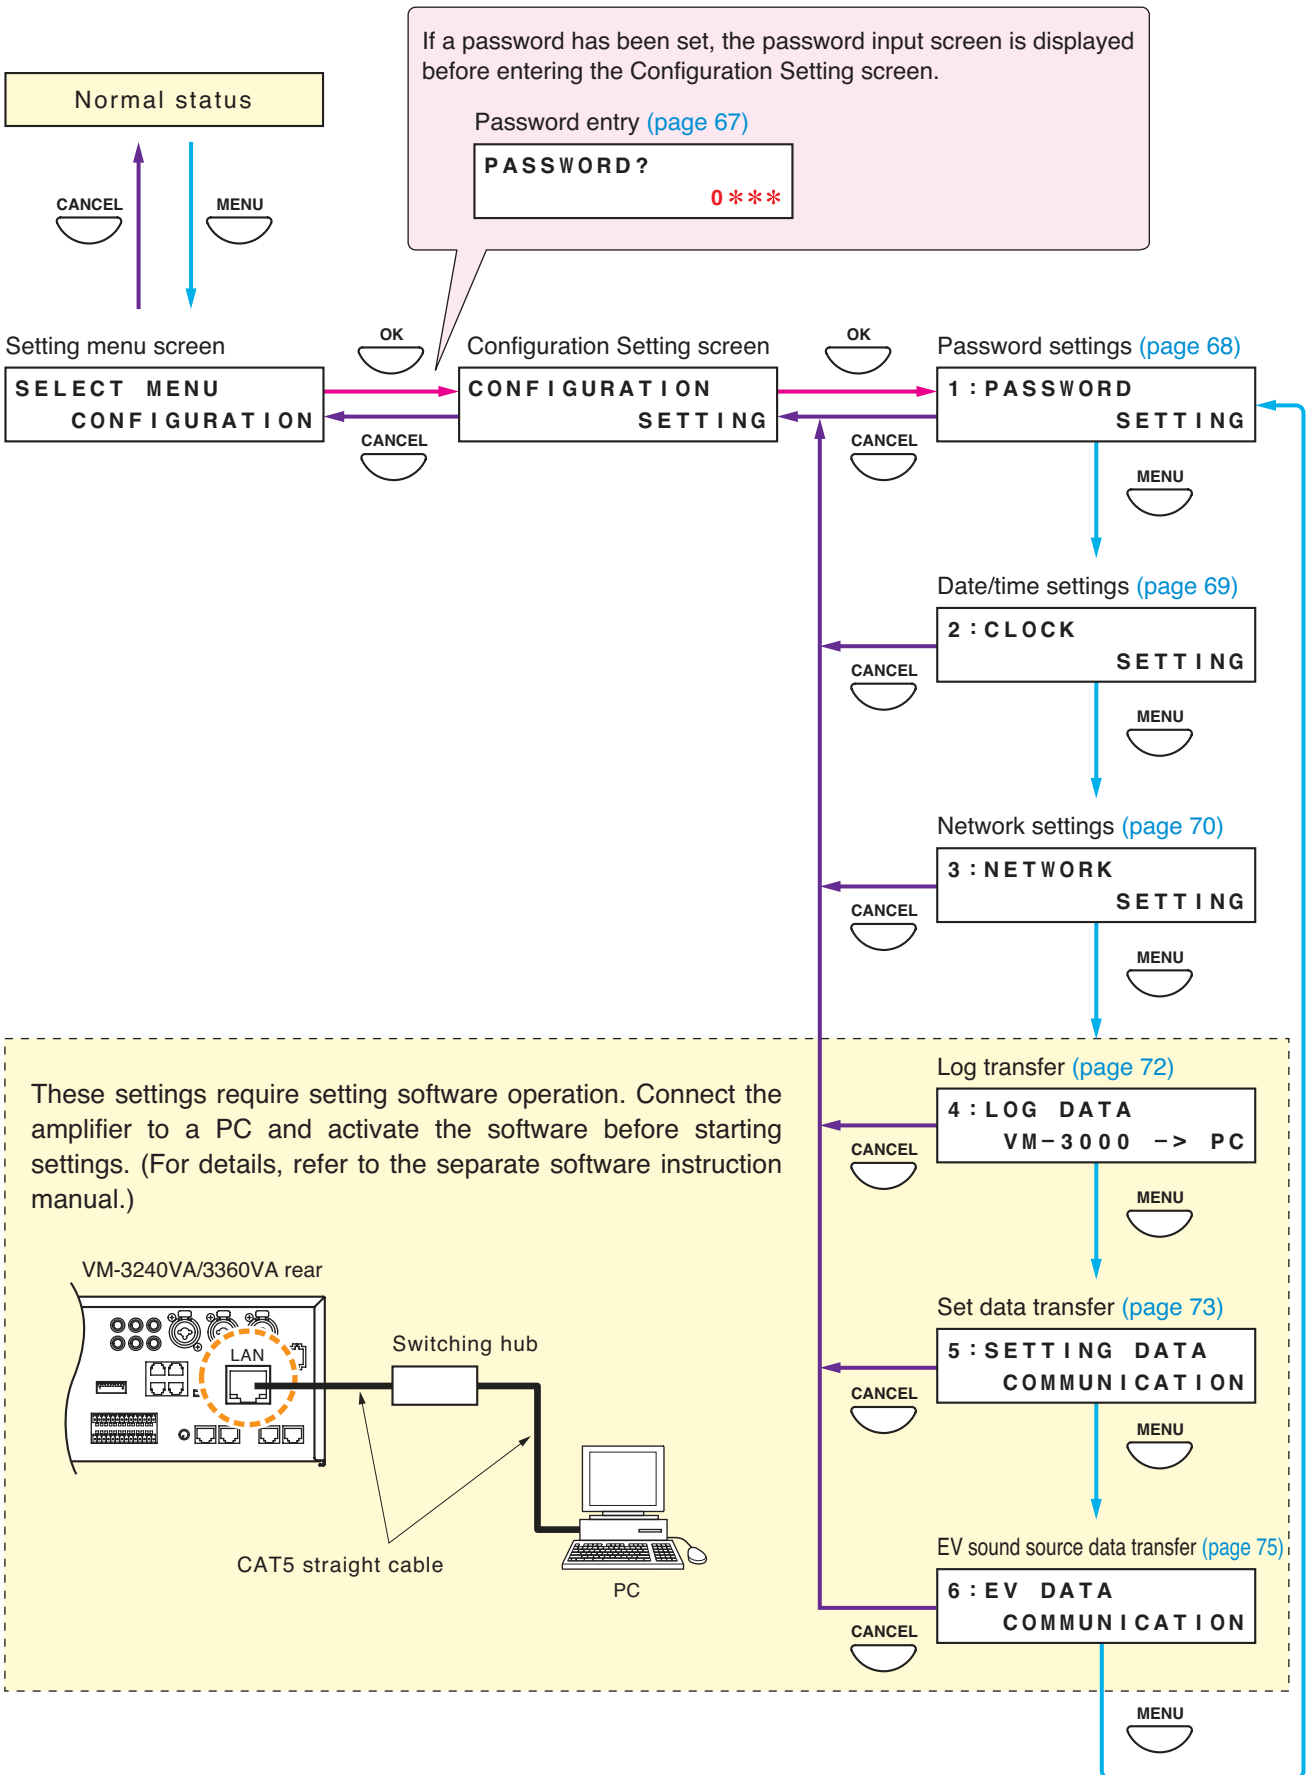 If a password has been set, the password input screen is displayed
before entering the Configuration Setting screen.
Password entry (page 67)
PASSWORD?
0***
Normal status
CANCEL
MENU
Setting menu screen
SELECT MENU
CONFIGURATION
OK
CANCEL
Configuration Setting screen
CONFIGURATION
SETTING
OK
CANCEL
Password settings (page 68)
1:PASSWORD
SETTING
MENU
Date/time settings (page 69)
2:CLOCK
SETTING
CANCEL
MENU
Network settings (page 70)
3:NETWORK
SETTING
CANCEL
MENU
These settings require setting software operation. Connect the
amplifier to a PC and activate the software before starting
settings. (For details, refer to the separate software instruction
manual.)
Log transfer (page 72)
4:LOG DATA
VM-3000 -> PC
CANCEL
MENU
VM-3240VA/3360VA rear
LAN
Switching hub
CAT5 straight cable
PC
Set data transfer (page 73)
5:SETTING DATA
COMMUNICATION
CANCEL
MENU
EV sound source data transfer (page 75)
6:EV DATA
COMMUNICATION
CANCEL
MENU